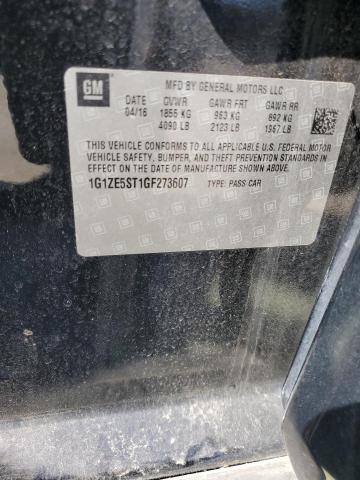 GM
MFD BY GENERAL MOTORS LLC
DATE GVWR GAWR FRT GAWR RR
04/16 1855 KG 963 KG 892 KG
4090 LB 2123 LB 1967 LB
THIS VEHICLE CONFORMS TO ALL APPLICABLE U.S. FEDERAL MOTOR
VEHICLE SAFETY, BUMPER, AND THEFT PREVENTION STANDARDS
IN EFFECT ON THE DATE OF MANUFACTURE SHOWN ABOVE.
1G1ZE5ST1GF273607 TYPE: PASS CAR